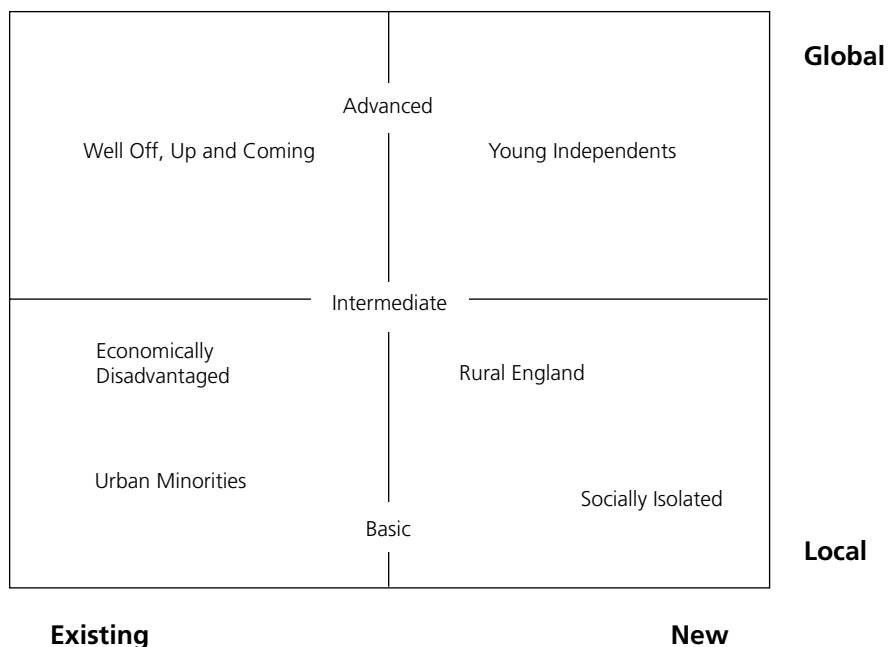 Global
Advanced
Well Off, Up and Coming
Young Independents
Intermediate
Economically
Disadvantaged
Rural England
Urban Minorities
Socially Isolated
Basic
Local
Existing
New